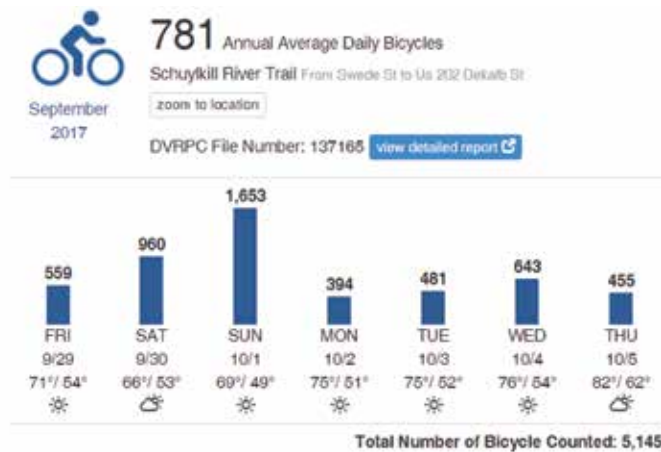 781 Annual Average Daily Bicycles
Schuylkill River Trail From Swede St to Us 202 Dekalb St
September
2017
zoom to location
DVRPC File Number: 137165 view detailed report
559 960 1,653 394 481 643 455
FRI SAT SUN MON TUE WED THU
9/29 9/30 10/1 10/2 10/3 10/4 10/5
71°/ 54° 66°/ 53° 69°/ 49° 75°/ 51° 75°/ 52° 76°/ 54° 82°/ 62°
Total Number of Bicycle Counted: 5,145